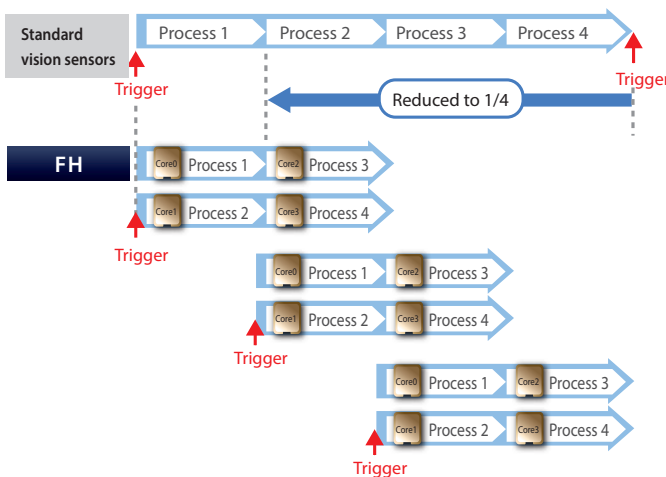 Standard
vision sensors
Process 1
Process 2
Process 3
Process 4
Trigger
Trigger
Reduced to 1/4
FH
Core0 Process 1
Core2 Process 3
Core1 Process 2
Core3 Process 4
Trigger
Core0 Process 1
Core2 Process 3
Core1 Process 2
Core3 Process 4
Trigger
Core0 Process 1
Core2 Process 3
Core1 Process 2
Core3 Process 4
Trigger